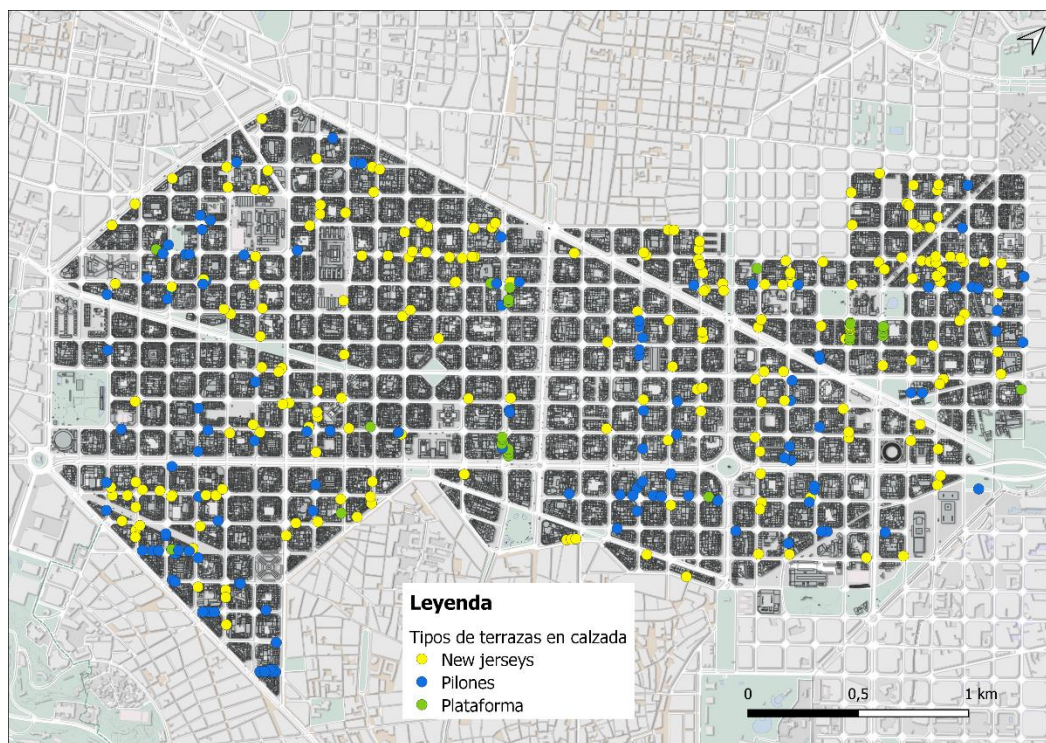 Leyenda
Tipos de terrazas en calzada
New jerseys
Pilones
Plataforma
0 0,5 1 km